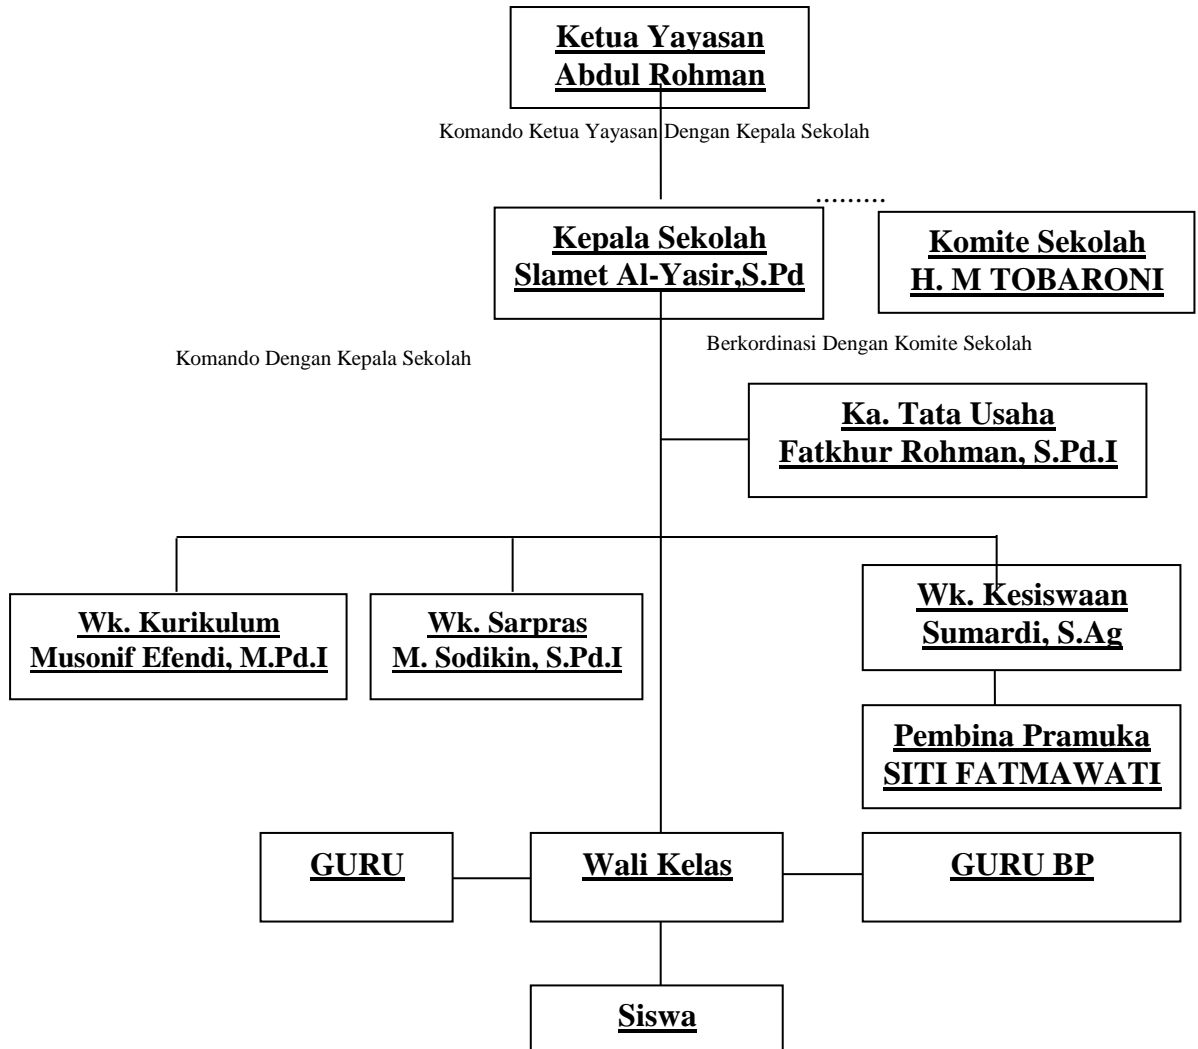 Ketua Yayasan
Abdul Rohman
Komando Ketua Yayasan Dengan Kepala Sekolah
.........
Kepala Sekolah
Slamet Al-Yasir,S.Pd
Komite Sekolah
H. M TOBARONI
Komando Dengan Kepala Sekolah
Berkordinasi Dengan Komite Sekolah
Ka. Tata Usaha
Fatkhur Rohman, S.Pd.I
Wk. Kurikulum
Musonif Efendi, M.Pd.I
Wk. Sarpras
M. Sodikin, S.Pd.I
Wk. Kesiswaan
Sumardi, S.Ag
Pembina Pramuka
SITI FATMAWATI
GURU
Wali Kelas
GURU BP
Siswa